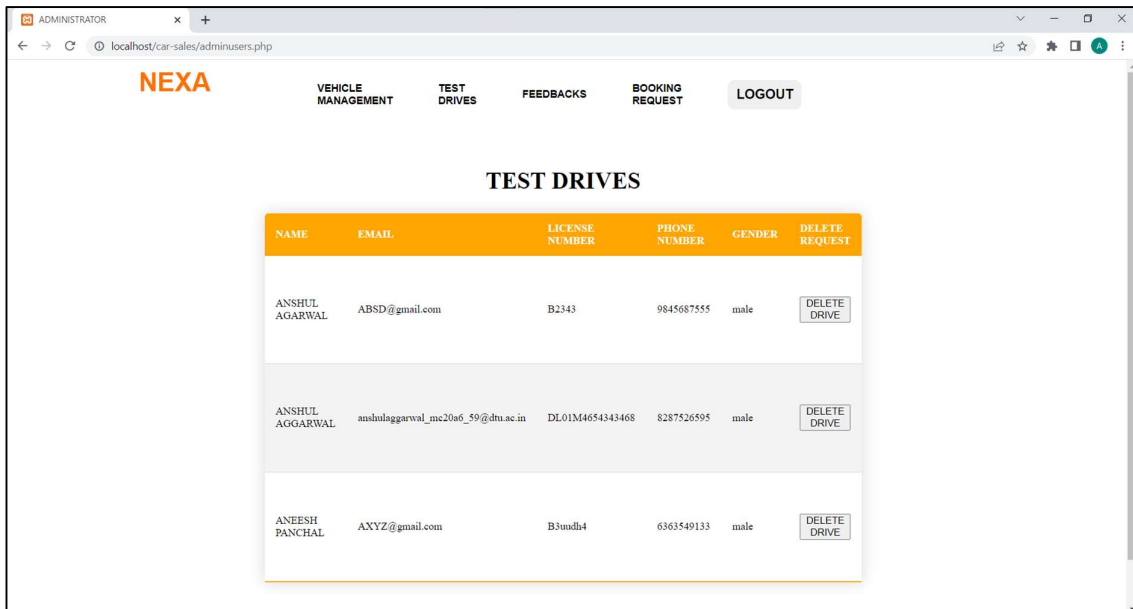 ADMINISTRATOR
localhost/car-sales/adminusers.php
A
NEXA
VEHICLE
MANAGEMENT
TEST
DRIVES
FEEDBACKS
BOOKING
REQUEST
LOGOUT
TEST DRIVES
NAME
EMAIL
LICENSE
NUMBER
PHONE
NUMBER
GENDER
DELETE
REQUEST
ANSHUL
AGARWAL
ABSD@gmail.com
B2343
9845687555
male
DELETE
DRIVE
ANSHUL
AGGARWAL
anshulaggarwal_mc20a6_59@dtu.ac.in
DL01M4654343468
8287526595
male
DELETE
DRIVE
ANEESH
PANCHAL
AXYZ@gmail.com
B3uudh4
6363549133
male
DELETE
DRIVE